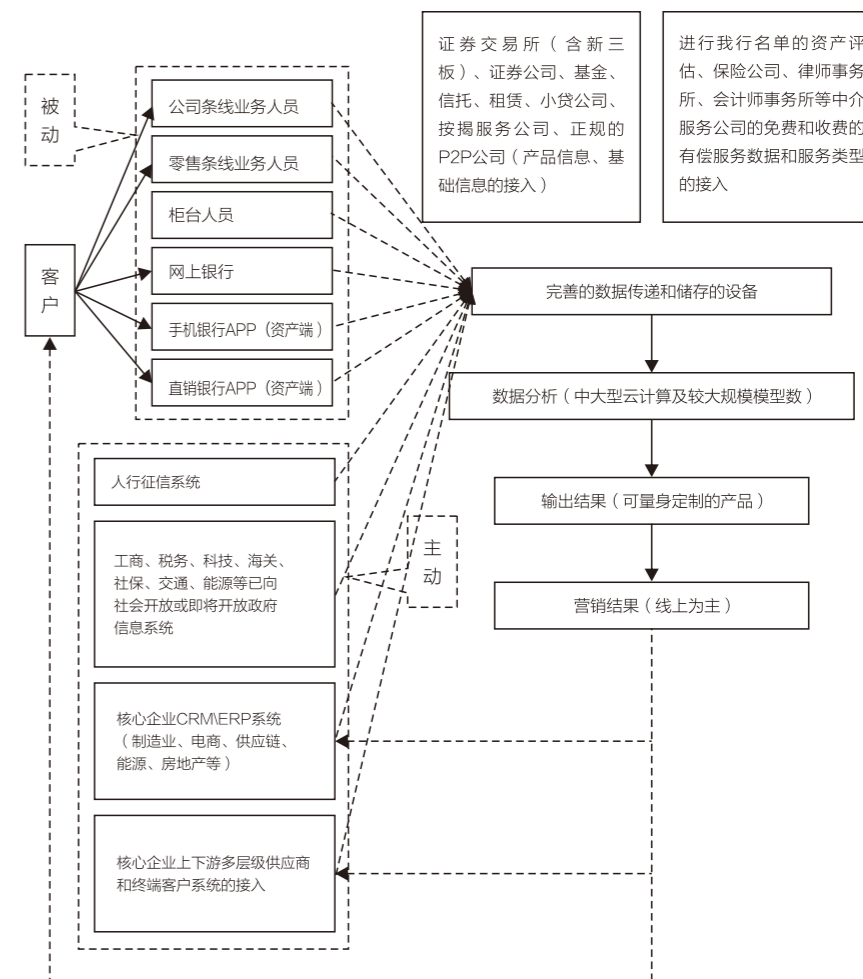 证券交易所（含新三
板）、证券公司、基金、
信托、租赁、小贷公司、
按揭服务公司、正规的
P2P公司（产品信息、基
础信息的接入）
进行我行名单的资产评
估、保险公司、律师事务
所、会计师事务所等中介
服务公司的免费和收费的
有偿服务数据和服务类型
的接入
被
动
公司条线业务人员
零售条线业务人员
柜台人员
网上银行
手机银行APP（资产端）
直销银行APP（资产端）
客
户
完善的数据传递和储存的设备
数据分析（中大型云计算及较大规模模型数）
输出结果（可量身定制的产品）
营销结果（线上为主）
人行征信系统
工商、税务、科技、海关、
社保、交通、能源等已向
社会开放或即将开放政府
信息系统
主
动
核心企业CRM\ERP系统
（制造业、电商、供应链、
能源、房地产等）
核心企业上下游多层级供应商
和终端客户系统的接入